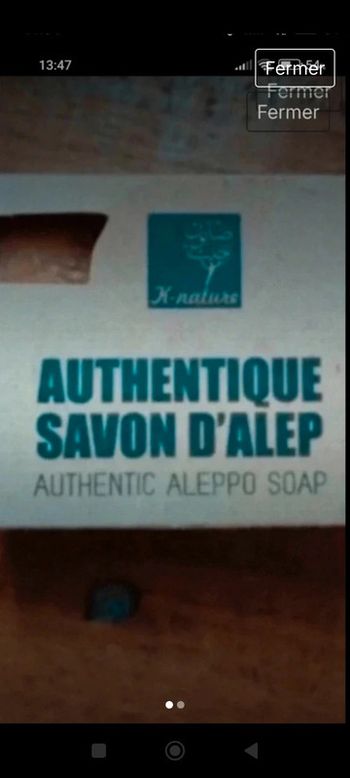 13:47
Fermer
Fermer
Fermer
K-nature
AUTHENTIQUE
SAVON D'ALEP
AUTHENTIC ALEPPO SOAP